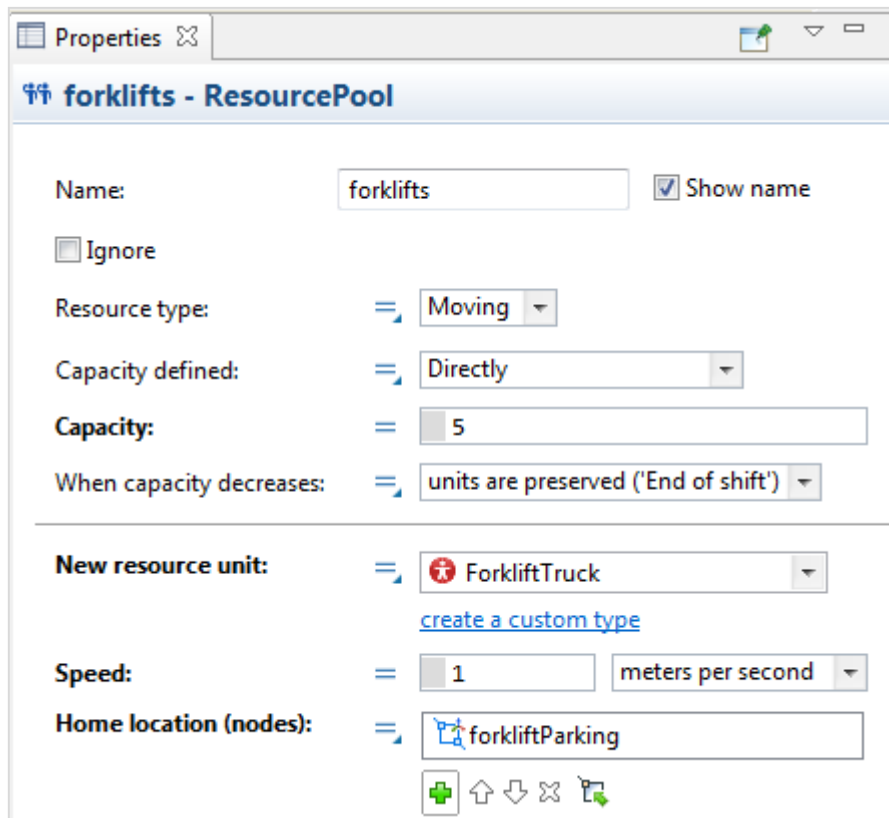 Properties
forklifts - ResourcePool
Name: forklifts Show name
Ignore
Resource type: Moving
Capacity defined: Directly
Capacity: 5
When capacity decreases: units are preserved ('End of shift')
New resource unit: ForkliftTruck
create a custom type
Speed: 1 meters per second
Home location (nodes): forkliftParking